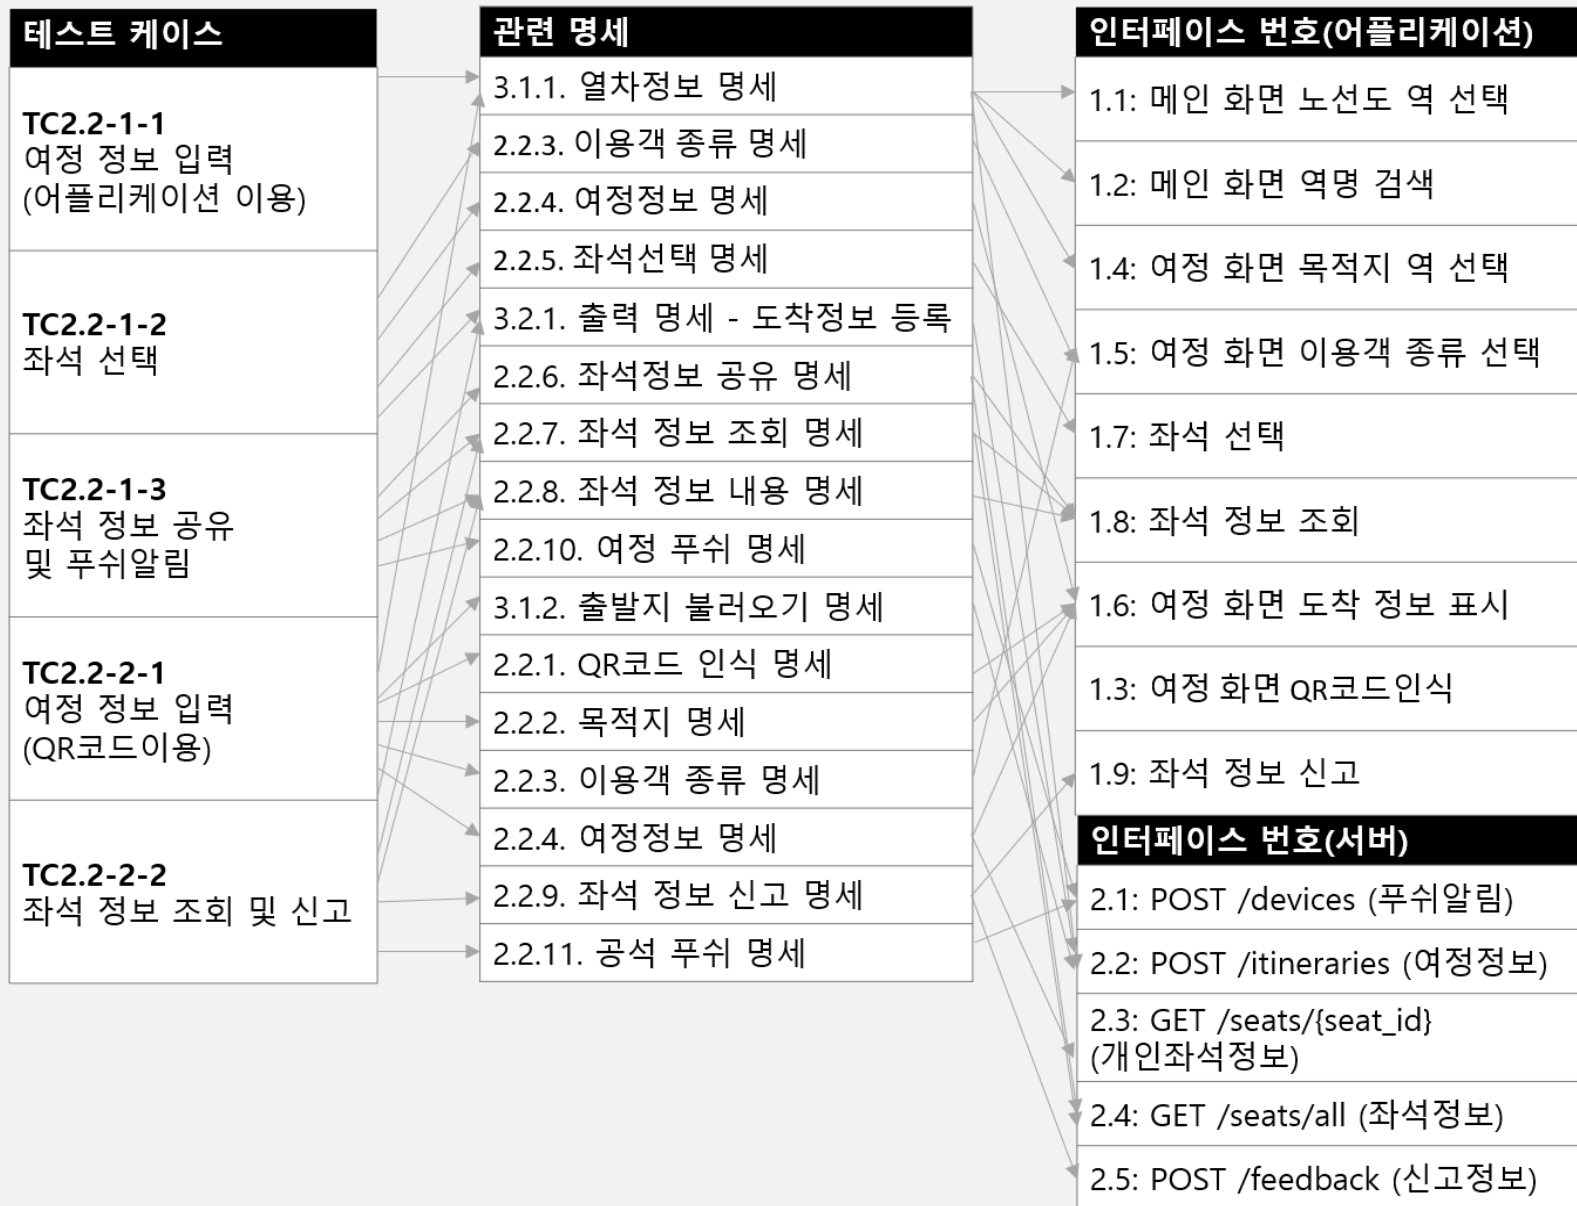 테스트 케이스
TC2.2-1-1
여정 정보 입력
(어플리케이션 이용)
TC2.2-1-2
좌석 선택
TC2.2-1-3
좌석 정보 공유
및 푸쉬알림
TC2.2-2-1
여정 정보 입력
(QR코드이용)
TC2.2-2-2
좌석 정보 조회 및 신고
관련 명세
3.1.1. 열차정보 명세
2.2.3. 이용객 종류 명세
2.2.4. 여정정보 명세
2.2.5. 좌석선택 명세
3.2.1. 출력 명세 - 도착정보 등록
2.2.6. 좌석정보 공유 명세
2.2.7. 좌석 정보 조회 명세
2.2.8. 좌석 정보 내용 명세
2.2.10. 여정 푸쉬 명세
3.1.2. 출발지 불러오기 명세
2.2.1. QR코드 인식 명세
2.2.2. 목적지 명세
2.2.3. 이용객 종류 명세
2.2.4. 여정정보 명세
2.2.9. 좌석 정보 신고 명세
2.2.11. 공석 푸쉬 명세
인터페이스 번호(어플리케이션)
1.1: 메인 화면 노선도 역 선택
1.2: 메인 화면 역명 검색
1.4: 여정 화면 목적지 역 선택
1.5: 여정 화면 이용객 종류 선택
1.7: 좌석 선택
1.8: 좌석 정보 조회
1.6: 여정 화면 도착 정보 표시
1.3: 여정 화면 QR코드인식
1.9: 좌석 정보 신고
인터페이스 번호(서버)
2.1: POST /devices (푸쉬알림)
2.2: POST /itineraries (여정정보)
2.3: GET /seats/{seat_id}
(개인좌석정보)
2.4: GET /seats/all (좌석정보)
2.5: POST /feedback (신고정보)